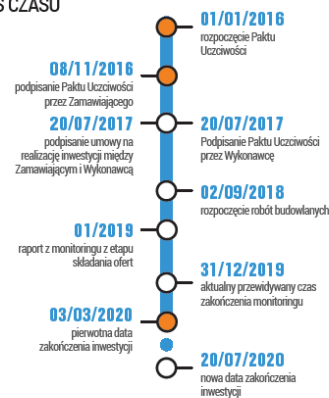 S CZASU
01/01/2016
rozpoczęcie Paktu
Uczciwości
08/11/2016
podpisanie Paktu Uczciwości
przez Zamawiającego
20/07/2017
podpisanie umowy na
realizację inwestycji między
Zamawiającym i Wykonawcą
20/07/2017
Podpisanie Paktu Uczciwości
przez Wykonawcę
02/09/2018
rozpoczęcie robót budowlanych
01/2019
raport z monitoringu z etapu
składania ofert
31/12/2019
aktualny przewidywany czas
zakończenia monitoringu
03/03/2020
pierwotna data
zakończenia inwestycji
20/07/2020
nowa data zakończenia
inwestycji